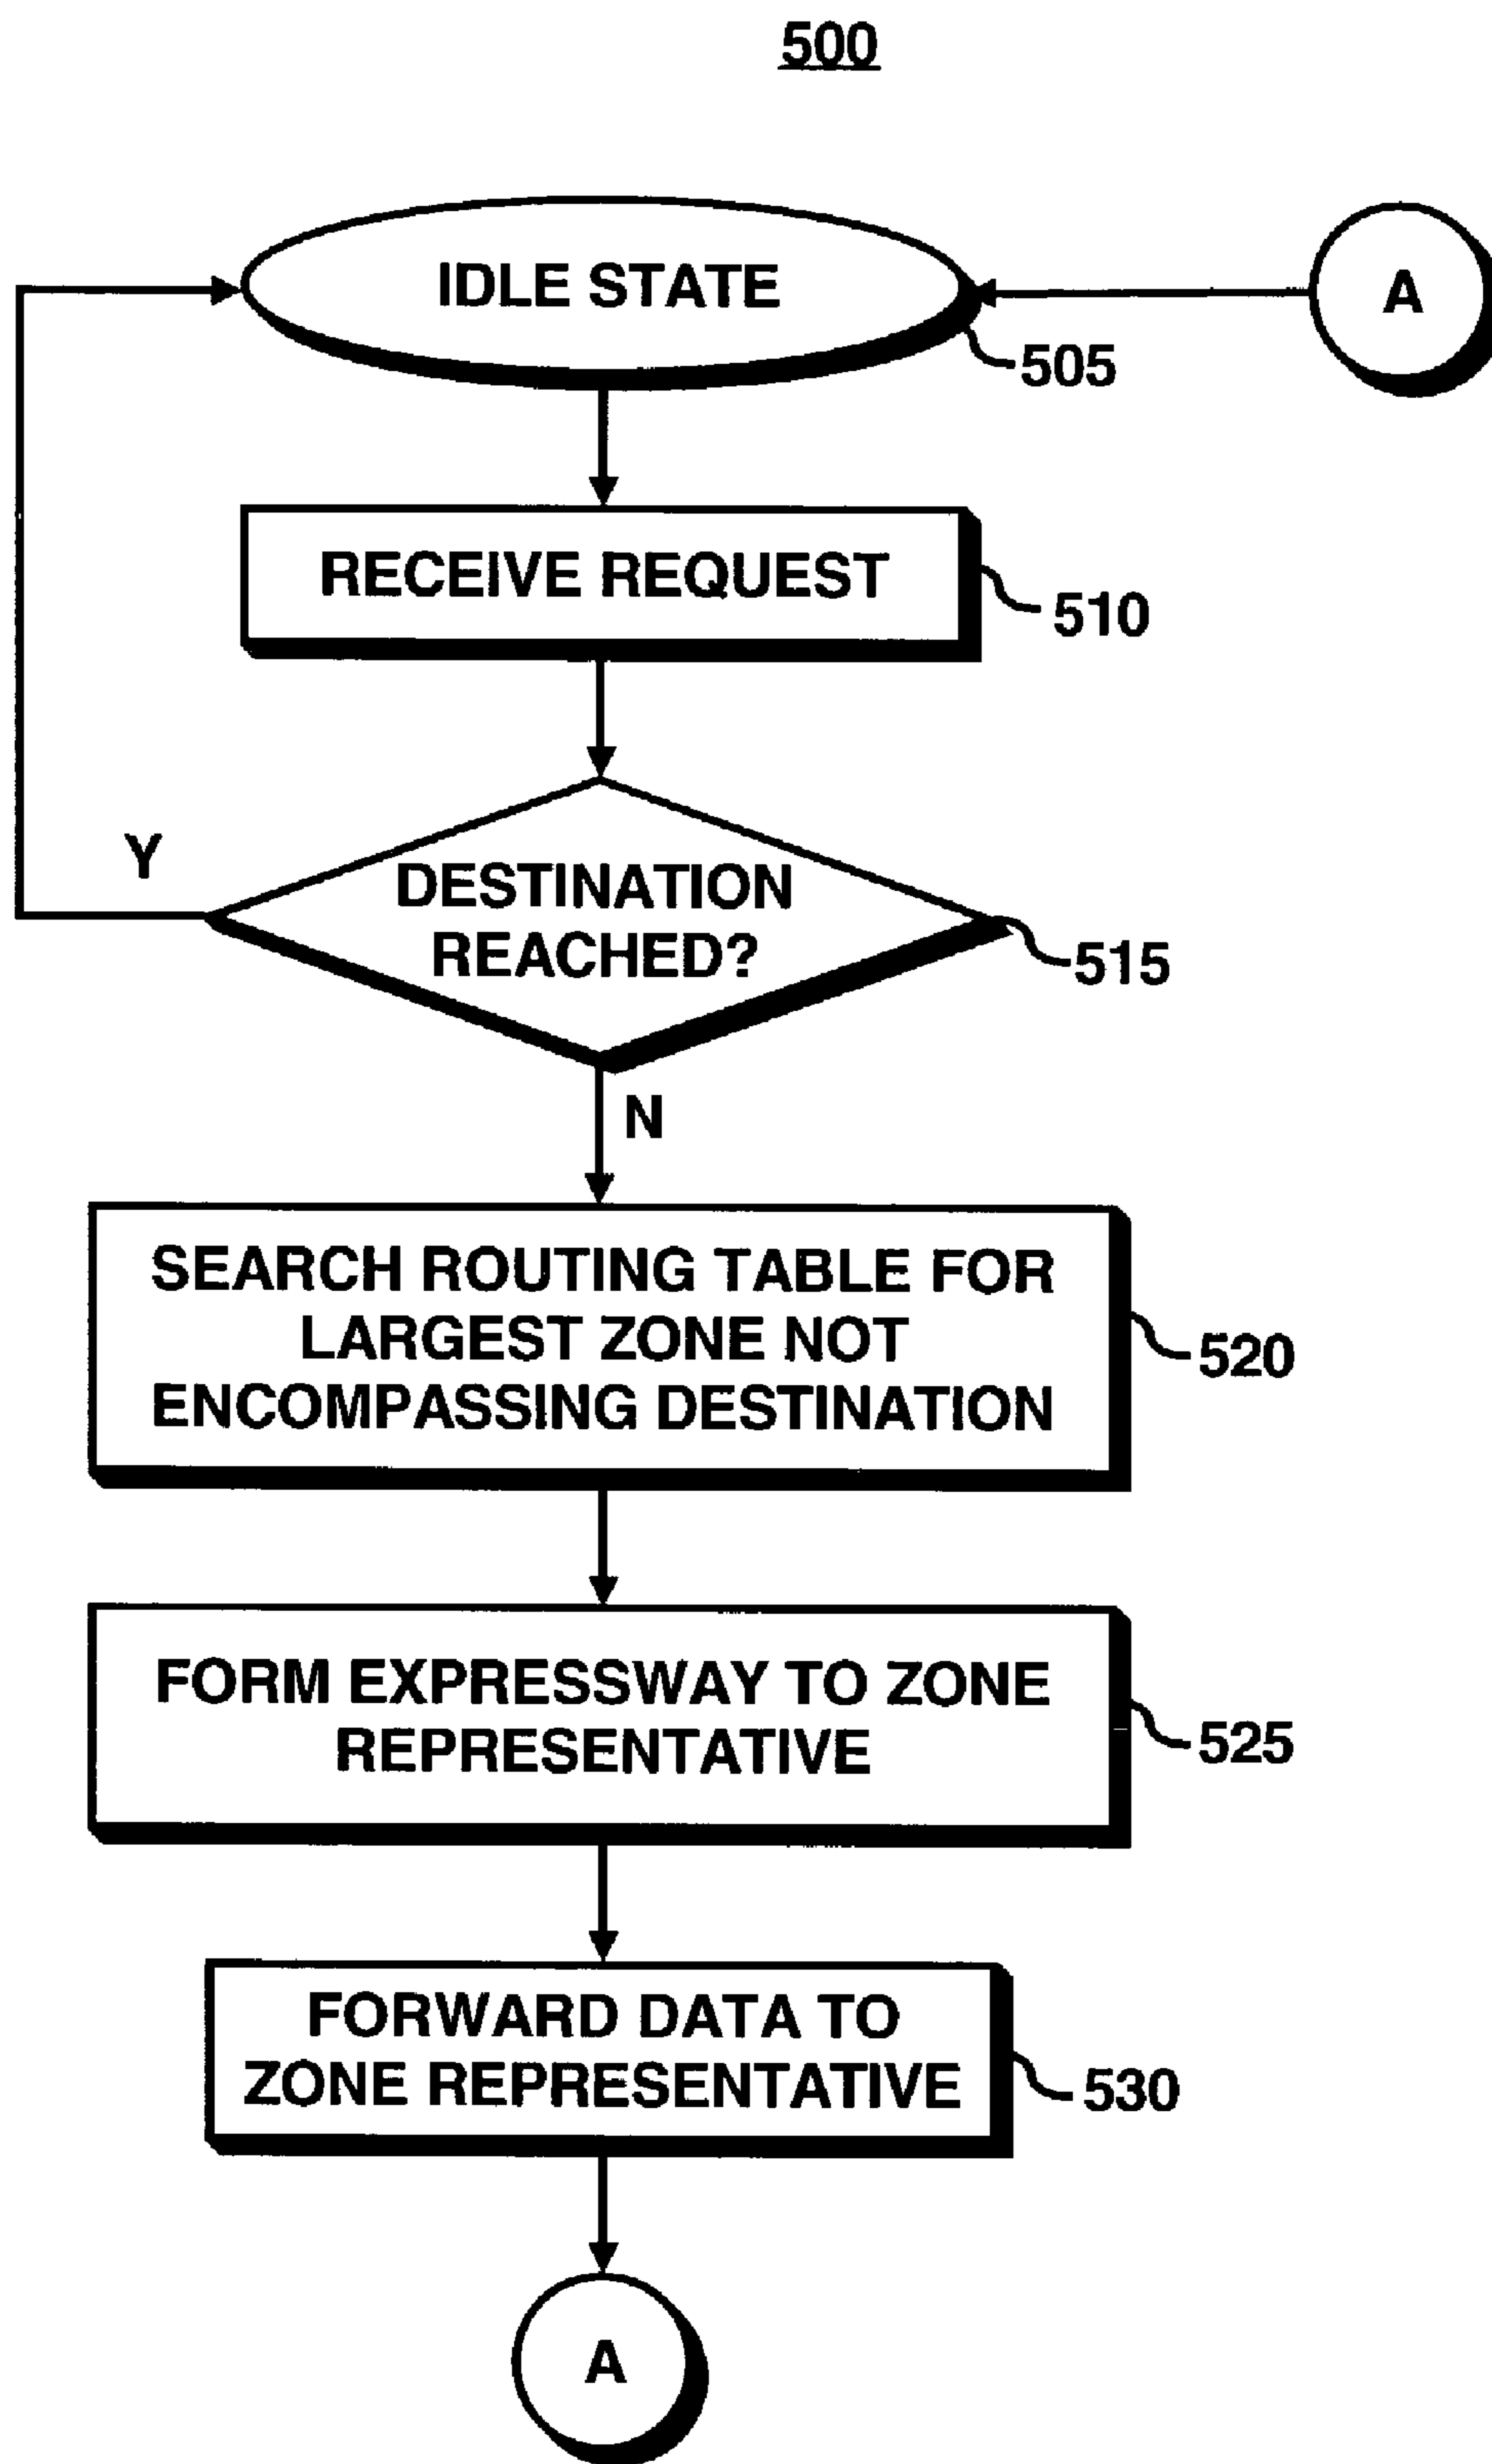 500
IDLE STATE
A
505
RECEIVE REQUEST
510
Y
DESTINATION
REACHED?
515
N
SEARCH ROUTING TABLE FOR
LARGEST ZONE NOT
ENCOMPASSING DESTINATION
520
FORM EXPRESSWAY TO ZONE
REPRESENTATIVE
525
FORWARD DATA TO
ZONE REPRESENTATIVE
530
A